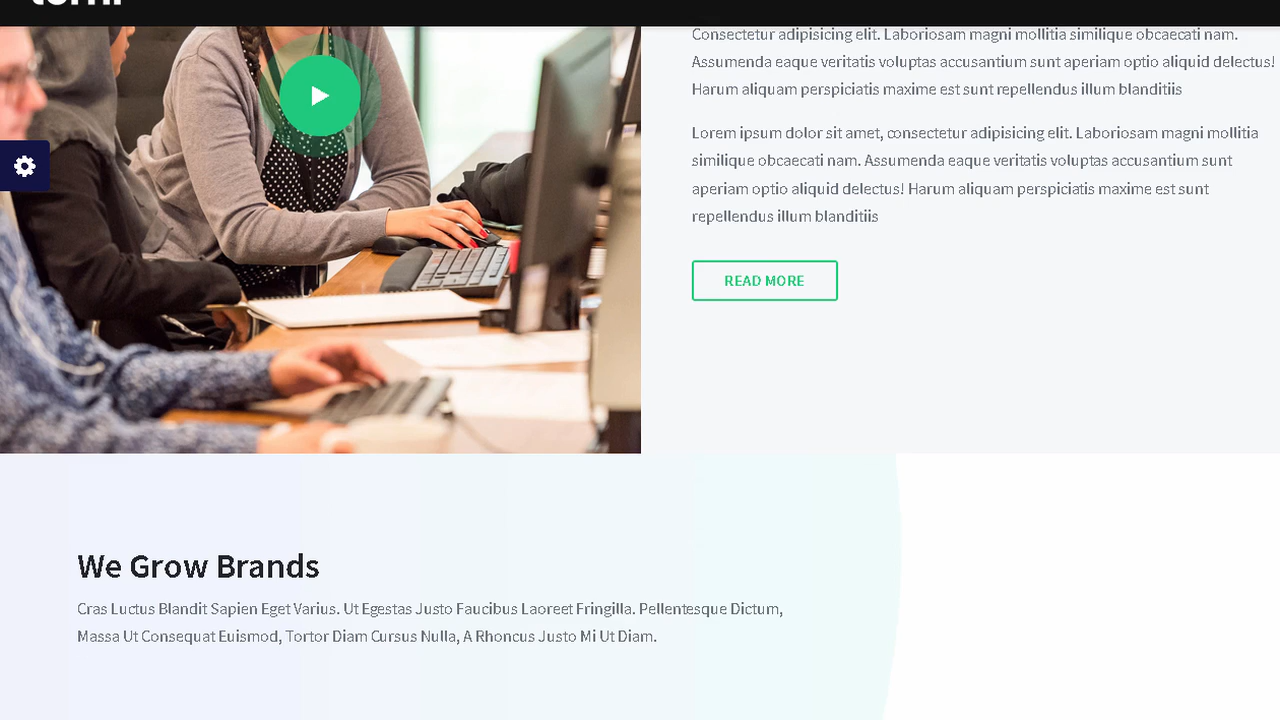 Consectetur adipisicing elit. Laboriosam magni mollitia similique obcaecati nam.
Assumenda eaque veritatis voluptas accusantium sunt aperiam optio aliquid delectus!
Harum aliquam perspiciatis maxime est sunt repellendus illum blanditiis
Lorem ipsum dolor sit amet, consectetur adipisicing elit. Laboriosam magni mollitia
similique obcaecati nam. Assumenda eaque veritatis voluptas accusantium sunt
aperiam optio aliquid delectus! Harum aliquam perspiciatis maxime est sunt
repellendus illum blanditiis
READ MORE
We Grow Brands
Cras Luctus Blandit Sapien Eget Varius. Ut Egestas Justo Faucibus Laoreet Fringilla. Pellentesque Dictum,
Massa Ut Consequat Euismod, Tortor Diam Cursus Nulla, A Rhoncus Justo Mi Ut Diam.